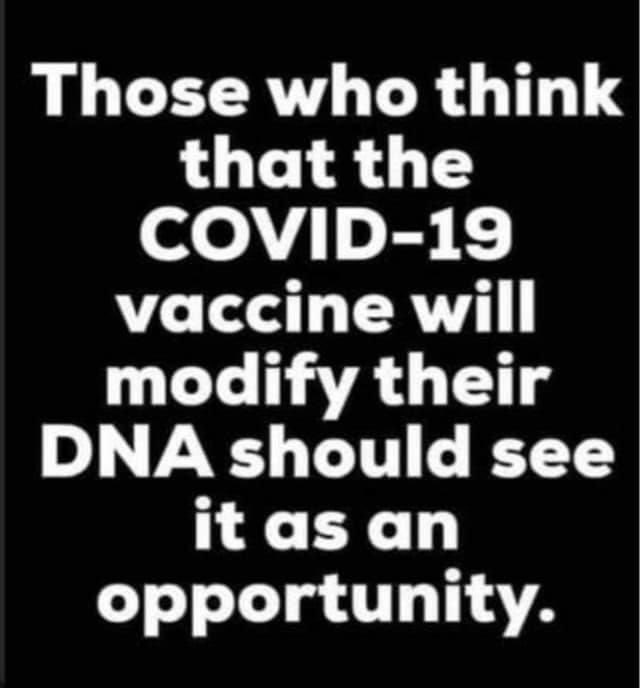 Those who think
that the
COVID-19
vaccine will
modify their
DNA should see
it as an
opportunity.